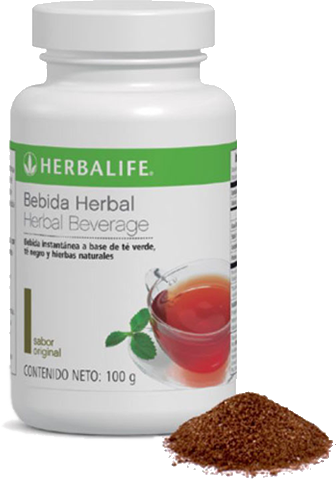 HERBALIFE®
Bebida Herbal
Herbal Beverage
Bebida instantánea a base de té verde,
té negro y hierbas naturales
sabor
original
CONTENIDO NETO: 100 g